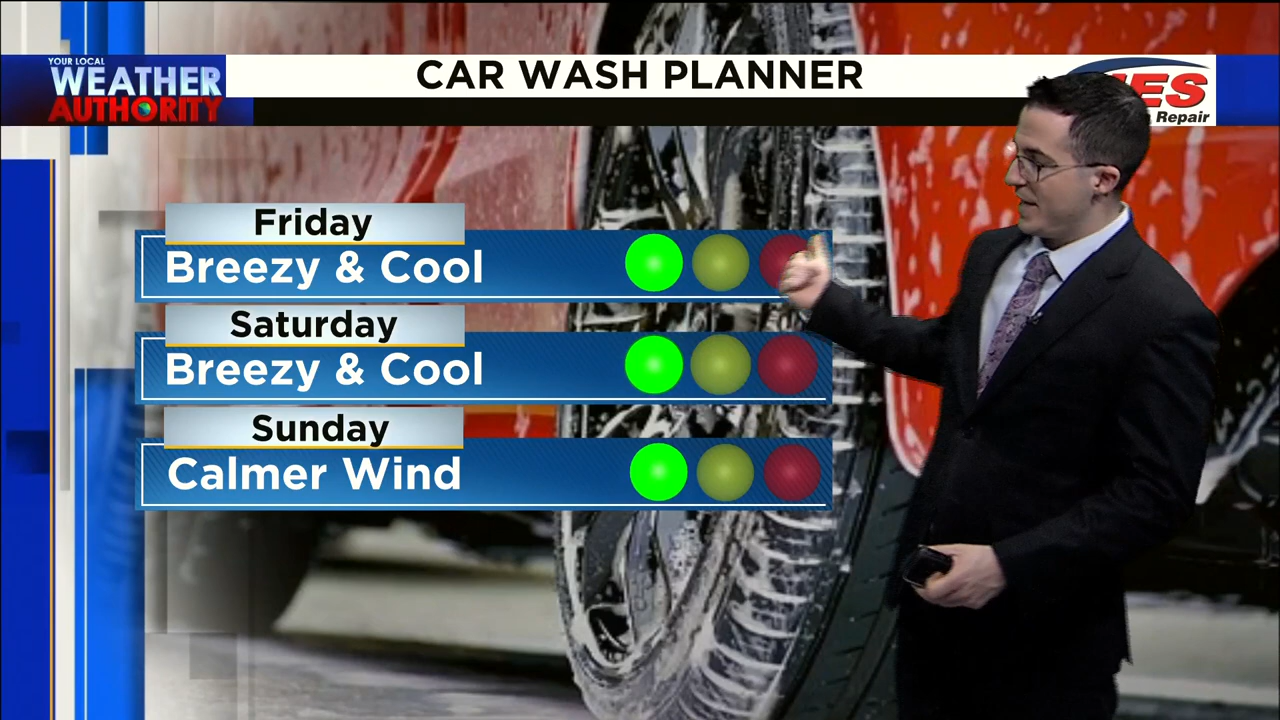 YOUR LOCAL
WEATHER
AUTHORITY
CAR WASH PLANNER
Repair
Friday
Breezy & Cool
Saturday
Breezy & Cool
Sunday
Calmer Wind